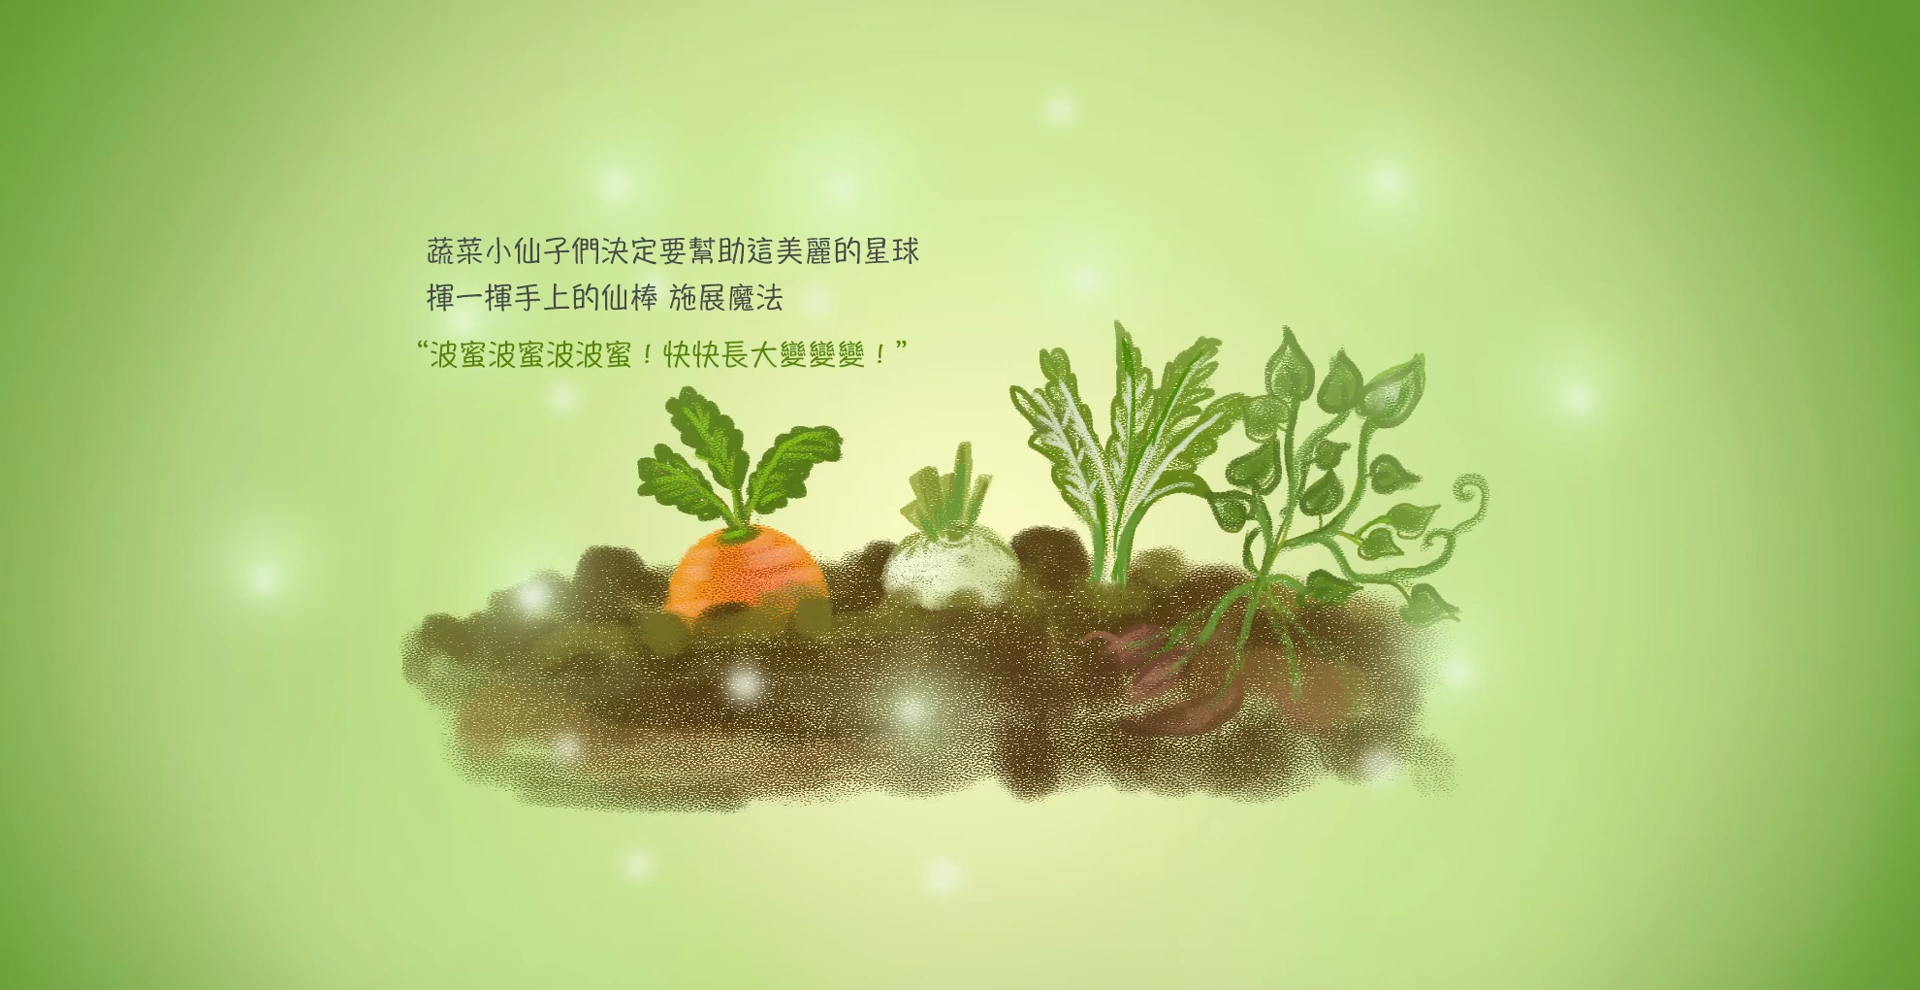 蔬菜小仙子們決定要幫助這美麗的星球
揮一揮手上的仙棒 施展魔法
“波蜜波蜜波波蜜！快快長大變變變！”